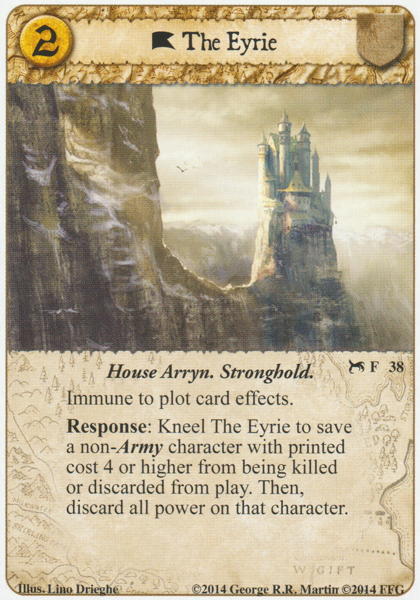 2
The Eyrie
House Arryn. Stronghold.
F 38
Immune to plot card effects.
Response: Kneel The Eyrie to save
a non-Army character with printed
cost 4 or higher from being killed
or discarded from play. Then,
discard all power on that character.
W GIFT
Illus. Lino Drieghe
©2014 George R.R. Martin ©2014 FFG